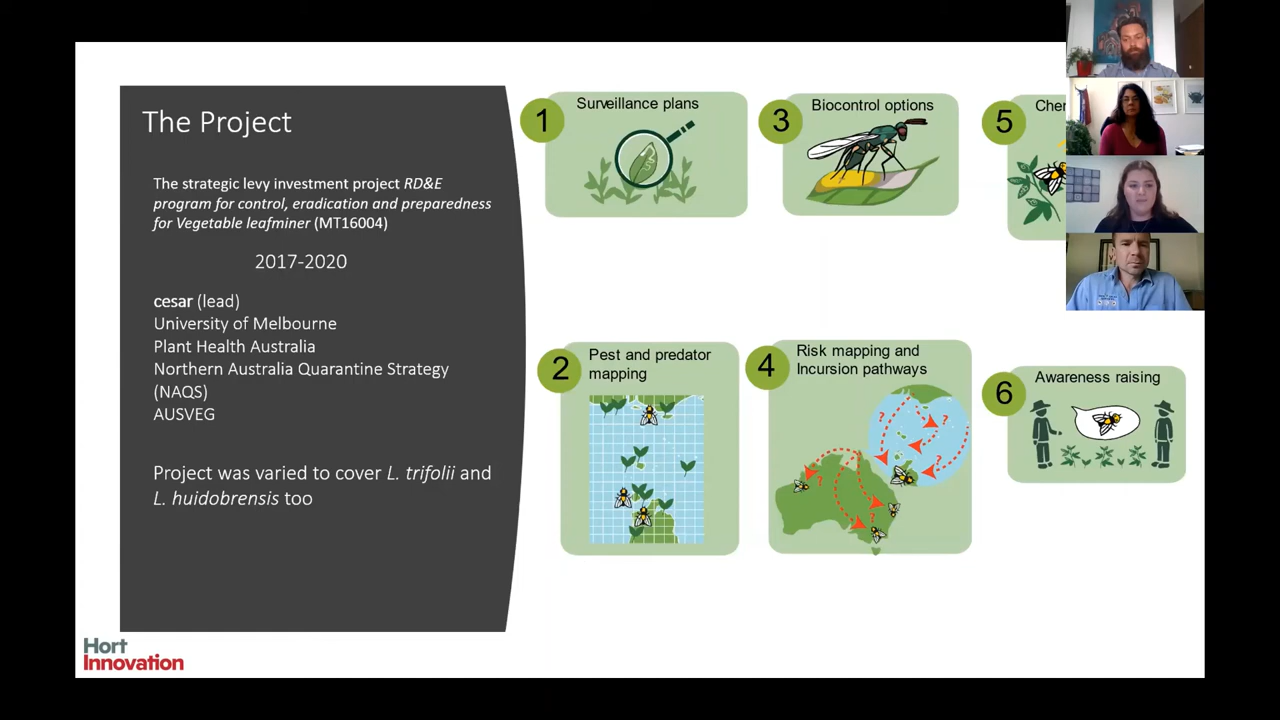 The Project
The strategic levy investment project RD&E
program for control, eradication and preparedness
for Vegetable leafminer (MT16004)
2017-2020
cesar (lead)
University of Melbourne
Plant Health Australia
Northern Australia Quarantine Strategy
(NAQS)
AUSVEG
Project was varied to cover L. trifolii and
L. huidobrensis too
1
Surveillance plans
2
Pest and predator
mapping
3
Biocontrol options
4
Risk mapping and
Incursion pathways
?
?
?
?
?
5
6
Awareness raising
Hort
Innovation